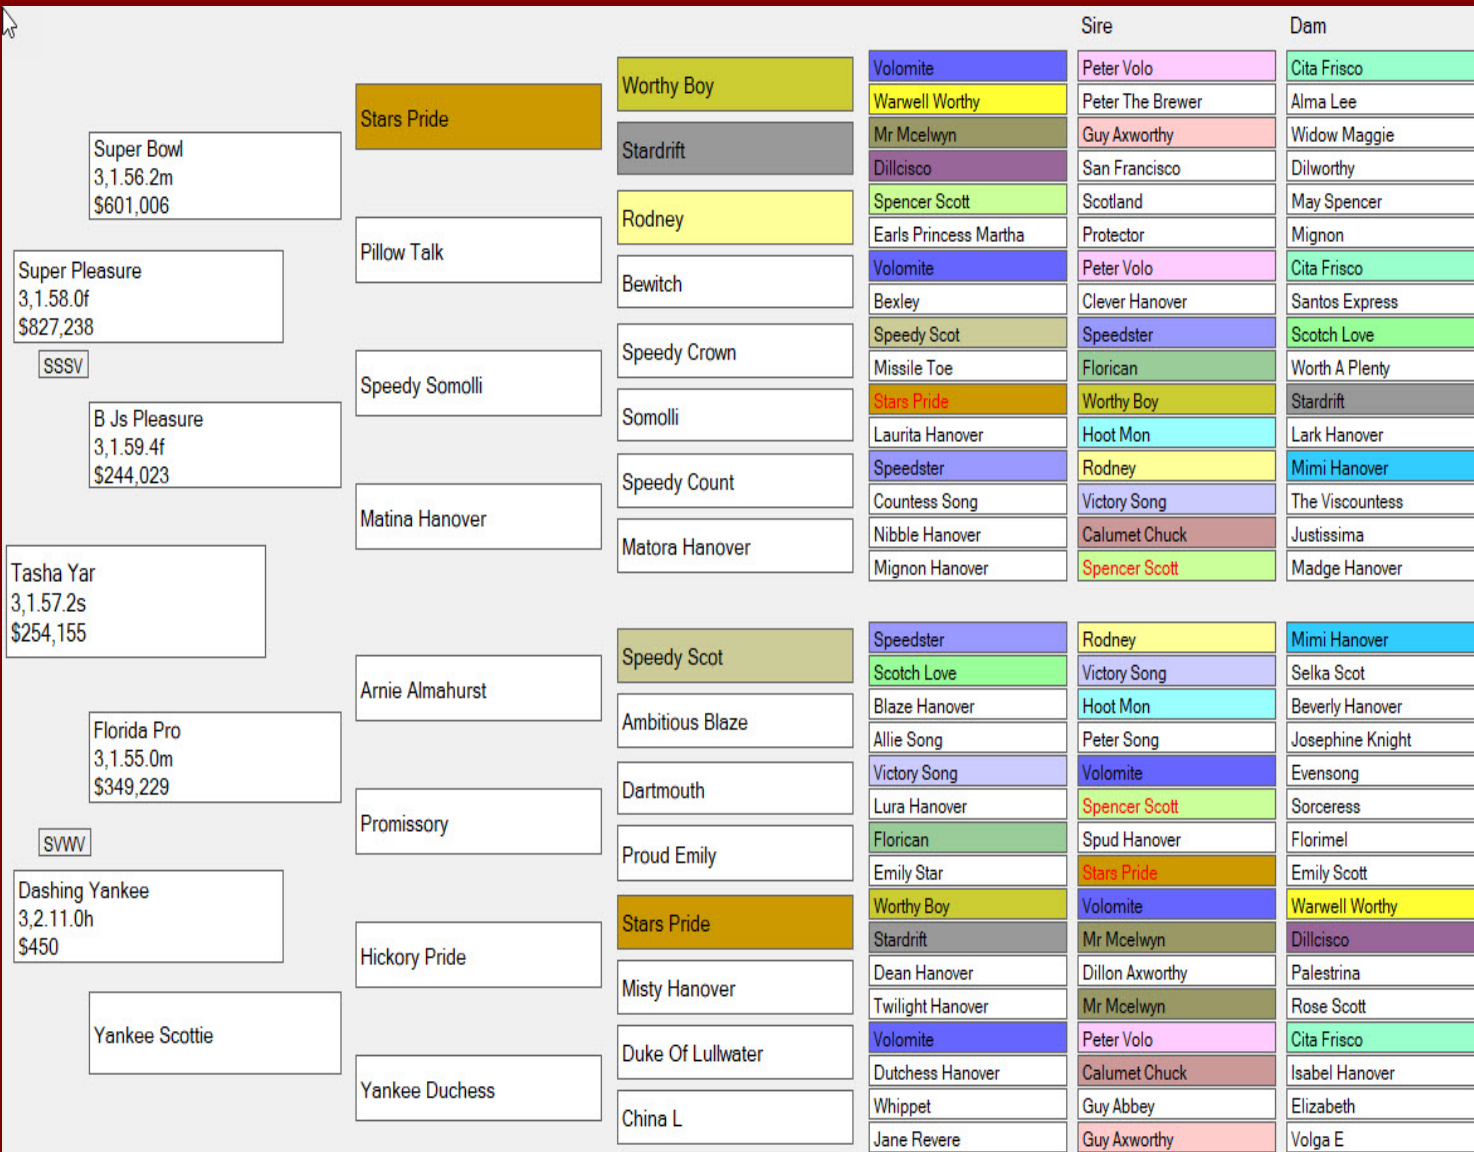 Sire
Dam
Tasha Yar
3,1.57.2s
$254,155
Super Pleasure
3,1.58.0f
$827,238
SSSV
Dashing Yankee
3,2.11.0h
$450
SVWV
Super Bowl
3,1.56.2m
$601,006
B Js Pleasure
3,1.59.4f
$244,023
Florida Pro
3,1.55.0m
$349,229
Yankee Scottie
Stars Pride
Pillow Talk
Speedy Somolli
Matina Hanover
Arnie Almahurst
Promissory
Hickory Pride
Yankee Duchess
Worthy Boy
Stardrift
Rodney
Bewitch
Speedy Crown
Somolli
Speedy Count
Matora Hanover
Speedy Scot
Ambitious Blaze
Dartmouth
Proud Emily
Stars Pride
Misty Hanover
Duke Of Lullwater
China L
Volomite Peter Volo Cita Frisco
Warwell Worthy Peter The Brewer Alma Lee
Mr Mcelwyn Guy Axworthy Widow Maggie
Dillcisco San Francisco Dilworthy
Spencer Scott Scotland May Spencer
Earls Princess Martha Protector Mignon
Volomite Peter Volo Cita Frisco
Bexley Clever Hanover Santos Express
Speedy Scot Speedster Scotch Love
Missile Toe Florican Worth A Plenty
Stars Pride Worthy Boy Stardrift
Laurita Hanover Hoot Mon Lark Hanover
Speedster Rodney Mimi Hanover
Countess Song Victory Song The Viscountess
Nibble Hanover Calumet Chuck Justissima
Mignon Hanover Spencer Scott Madge Hanover
Speedster Rodney Mimi Hanover
Scotch Love Victory Song Selka Scot
Blaze Hanover Hoot Mon Beverly Hanover
Allie Song Peter Song Josephine Knight
Victory Song Volomite Evensong
Lura Hanover Spencer Scott Sorceress
Florican Spud Hanover Florimel
Emily Star Stars Pride Emily Scott
Worthy Boy Volomite Warwell Worthy
Stardrift Mr Mcelwyn Dillcisco
Dean Hanover Dillon Axworthy Palestrina
Twilight Hanover Mr Mcelwyn Rose Scott
Volomite Peter Volo Cita Frisco
Dutchess Hanover Calumet Chuck Isabel Hanover
Whippet Guy Abbey Elizabeth
Jane Revere Guy Axworthy Volga E